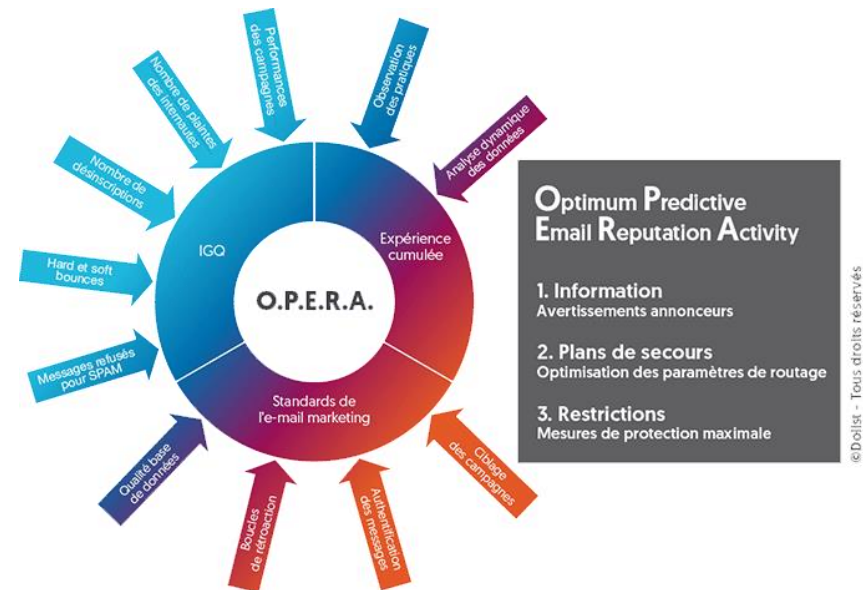 Performances
des campagnes
Observation
des pratiques
Nombre de plaintes
des internautes
Analyse dynamique
des données
Nombre de
désinscriptions
Hard et soft
bounces
Messages refusés
pour SPAM
Qualité base
de données
Boucles
de rétroaction
Authentification
des messages
Ciblage
des campagnes
IGQ
Expérience
cumulée
O.P.E.R.A.
Standards de
l'e-mail marketing
Optimum Predictive
Email Reputation Activity
1. Information
Avertissements annonceurs
2. Plans de secours
Optimisation des paramètres de routage
3. Restrictions
Mesures de protection maximale
©Dolist - Tous droits réservés